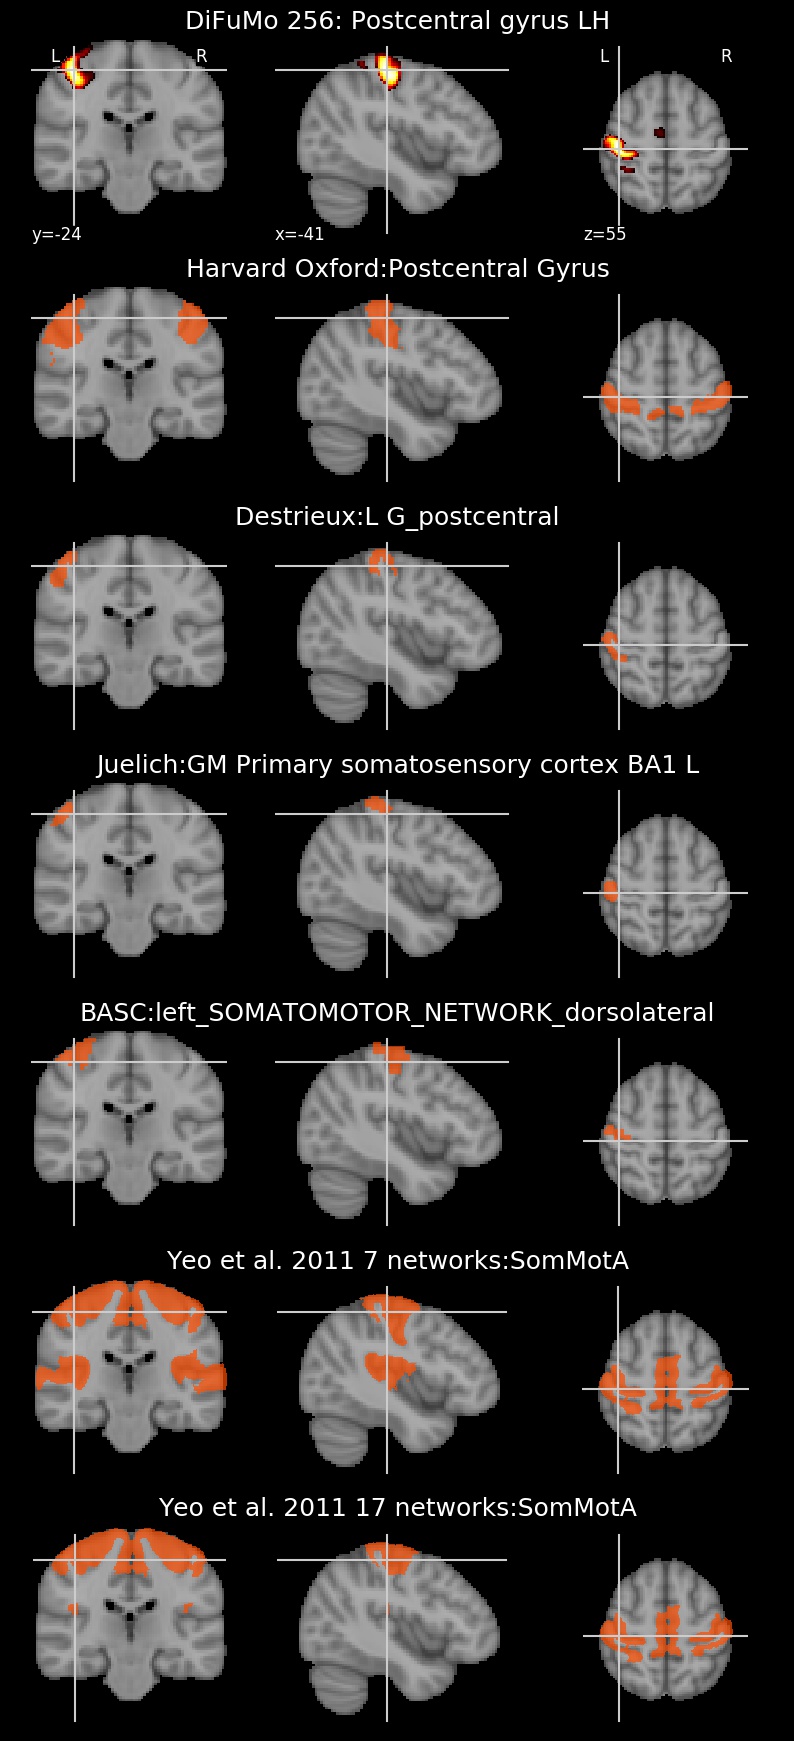 DiFuMo 256: Postcentral gyrus LH
L R L R
y=-24 x=-41 z=55
Harvard Oxford:Postcentral Gyrus
Destrieux:L G_postcentral
Juelich:GM Primary somatosensory cortex BA1 L
BASC:left_SOMATOMOTOR_NETWORK_dorsolateral
Yeo et al. 2011 7 networks:SomMotA
Yeo et al. 2011 17 networks:SomMotA